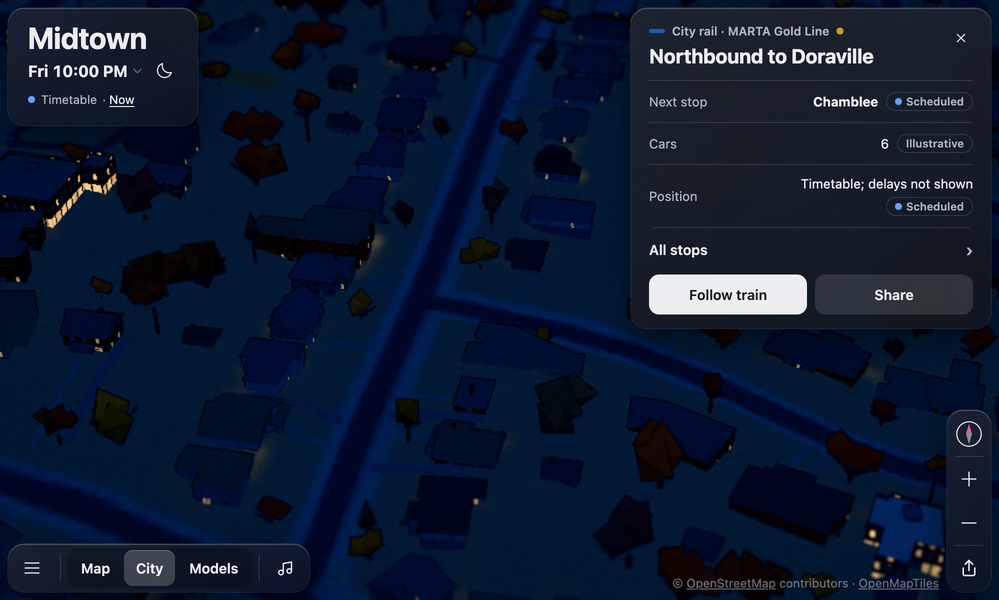 Midtown
Fri 10:00 PM
Timetable · Now
City rail · MARTA Gold Line
Northbound to Doraville
Next stop Chamblee Scheduled
Cars 6 Illustrative
Position Timetable; delays not shown
Scheduled
All stops
Follow train Share
Map City Models
© OpenStreetMap contributors · OpenMapTiles